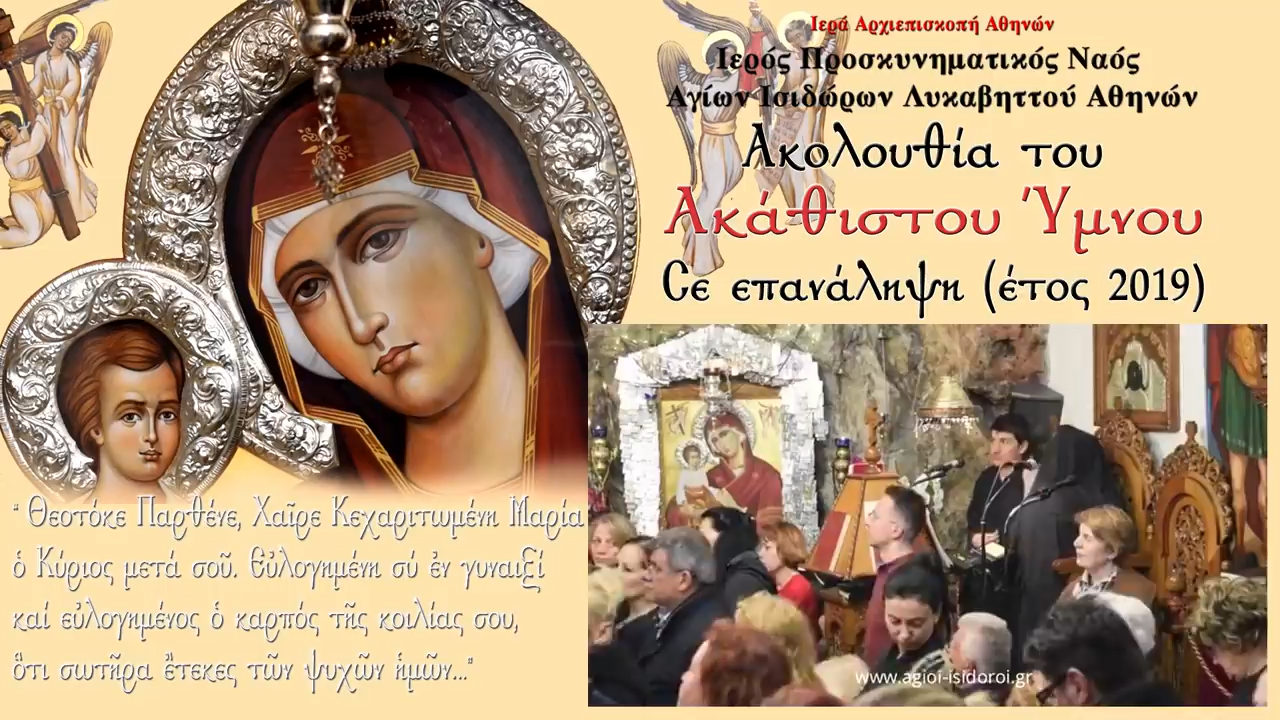 Ιερά Αρχιεπισκοπή Αθηνών
Ιερός Προσκυνηματικός Ναός
Αγίων Ισιδώρων Λυκαβηττού Αθηνών
Ακολουθία του
Ακάθιστου Ύμνου
Σε επανάληψη (έτος 2019)
" Θεοτόκε Παρθένε, Χαῖρε Κεχαριτωμένη Μαρία
ὁ Κύριος μετά σοῦ. Εὐλογημένη σύ ἐν γυναιξί
καί εὐλογημένος ὁ καρπός τῆς κοιλίας σου,
ὅτι σωτῆρα ἔτεκες τῶν ψυχῶν ἡμῶν..."
www.agioi-isidoroi.gr